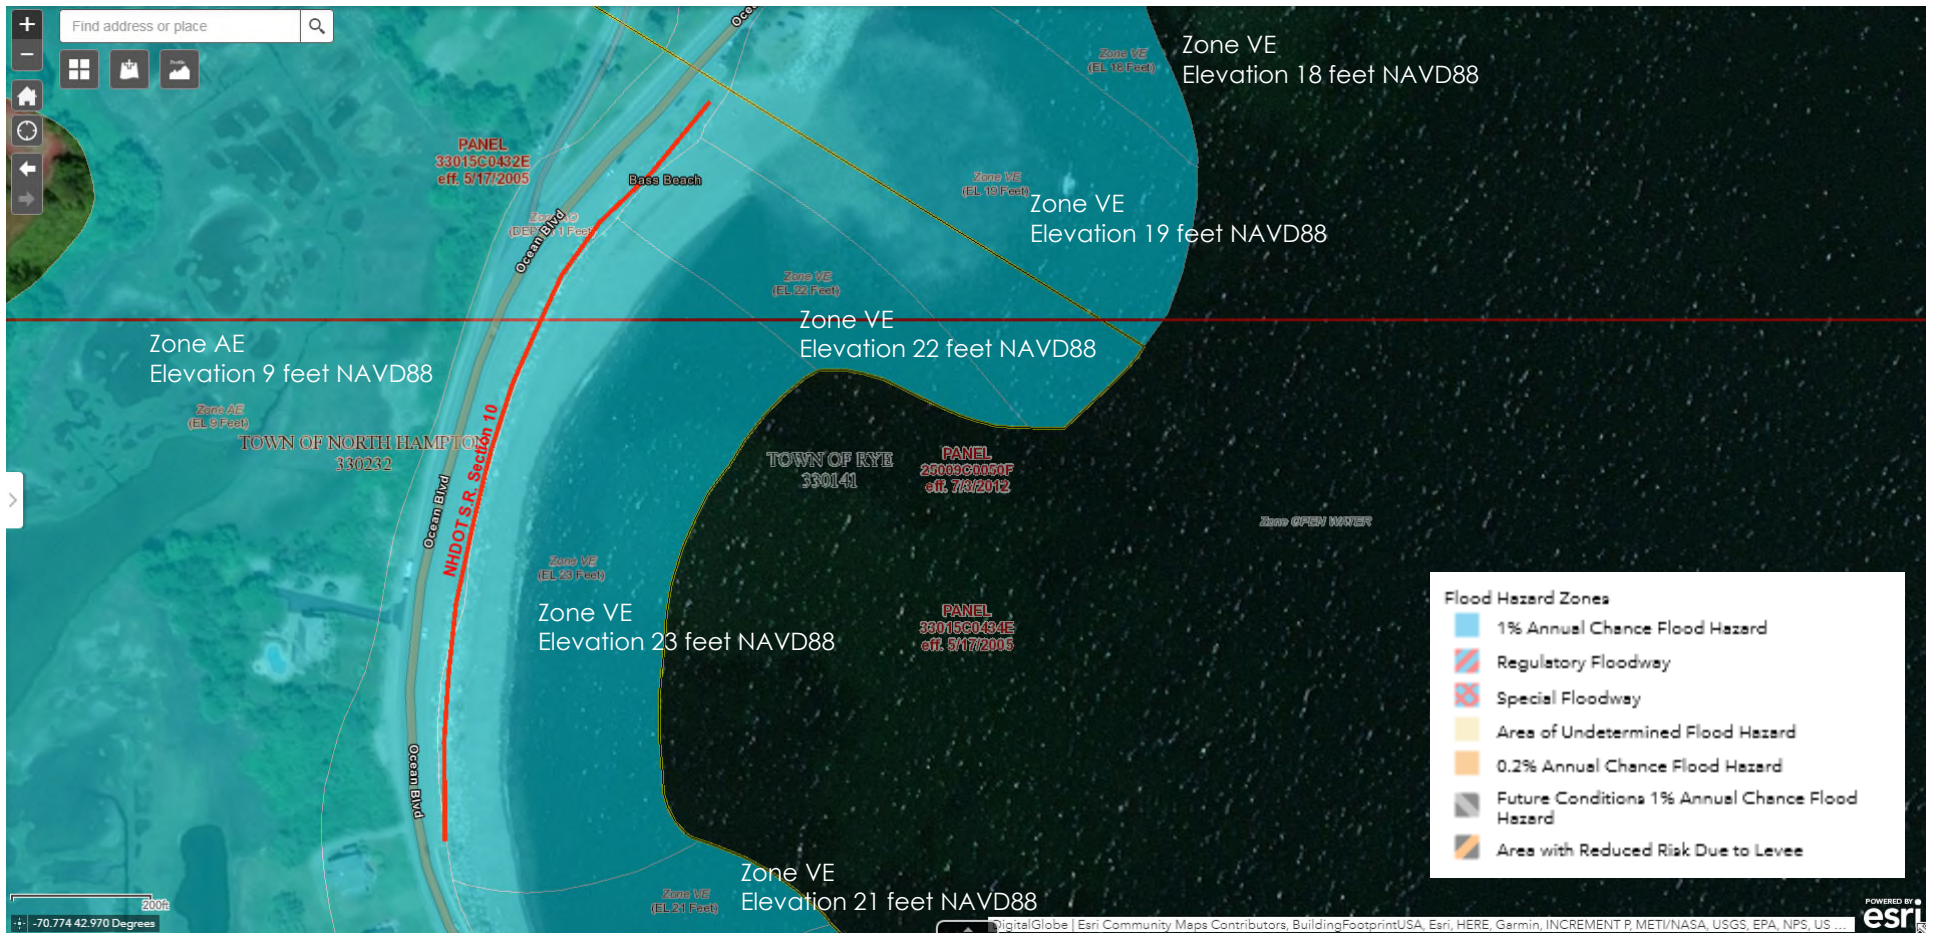 Find address or place
Profile
Ocean Blvd
Zone VE
(EL 18 Feet)
Zone VE
Elevation 18 feet NAVD88
PANEL
33015C0432E
eff. 5/17/2005
Bass Beach
Zone VE
(EL 19 Feet)
Zone VE
Elevation 19 feet NAVD88
Ocean Blvd
Zone VE
(EL 22 Feet)
Zone VE
Elevation 22 feet NAVD88
Zone AE
Elevation 9 feet NAVD88
Zone AE
(EL 9 Feet)
TOWN OF NORTH HAMPTON
330232
NHDOT S.R. Section 10
Ocean Blvd
TOWN OF RYE
330141
PANEL
25009C0050F
eff. 7/3/2012
Zone OPEN WATER
Zone VE
(EL 23 Feet)
Zone VE
Elevation 23 feet NAVD88
PANEL
33015C0434E
eff. 5/17/2005
Flood Hazard Zones
1% Annual Chance Flood Hazard
Regulatory Floodway
Special Floodway
Area of Undetermined Flood Hazard
0.2% Annual Chance Flood Hazard
Future Conditions 1% Annual Chance Flood
Hazard
Area with Reduced Risk Due to Levee
Ocean Blvd
Zone VE
(EL 21 Feet)
Zone VE
Elevation 21 feet NAVD88
200ft
-70.774 42.970 Degrees
DigitalGlobe | Esri Community Maps Contributors, BuildingFootprintUSA, Esri, HERE, Garmin, INCREMENT P, METI/NASA, USGS, EPA, NPS, US ...
POWERED BY
esri